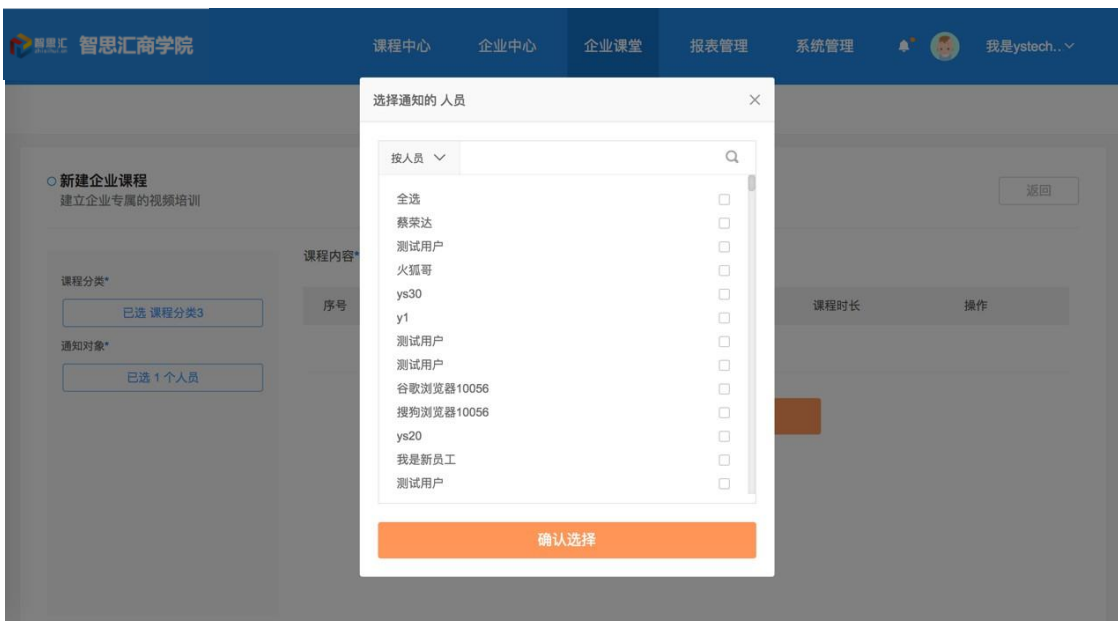 智思汇 智思汇商学院 课程中心 企业中心 企业课堂 报表管理 系统管理 我是ystech..
选择通知的 人员
按人员
新建企业课程
建立企业专属的视频培训
返回
全选
蔡荣达
测试用户
课程内容*
火狐哥
课程分类*
ys30
序号 课程时长 操作
已选 课程分类3
y1
测试用户
通知对象*
测试用户
已选 1 个人员
谷歌浏览器10056
搜狗浏览器10056
ys20
我是新员工
测试用户
确认选择